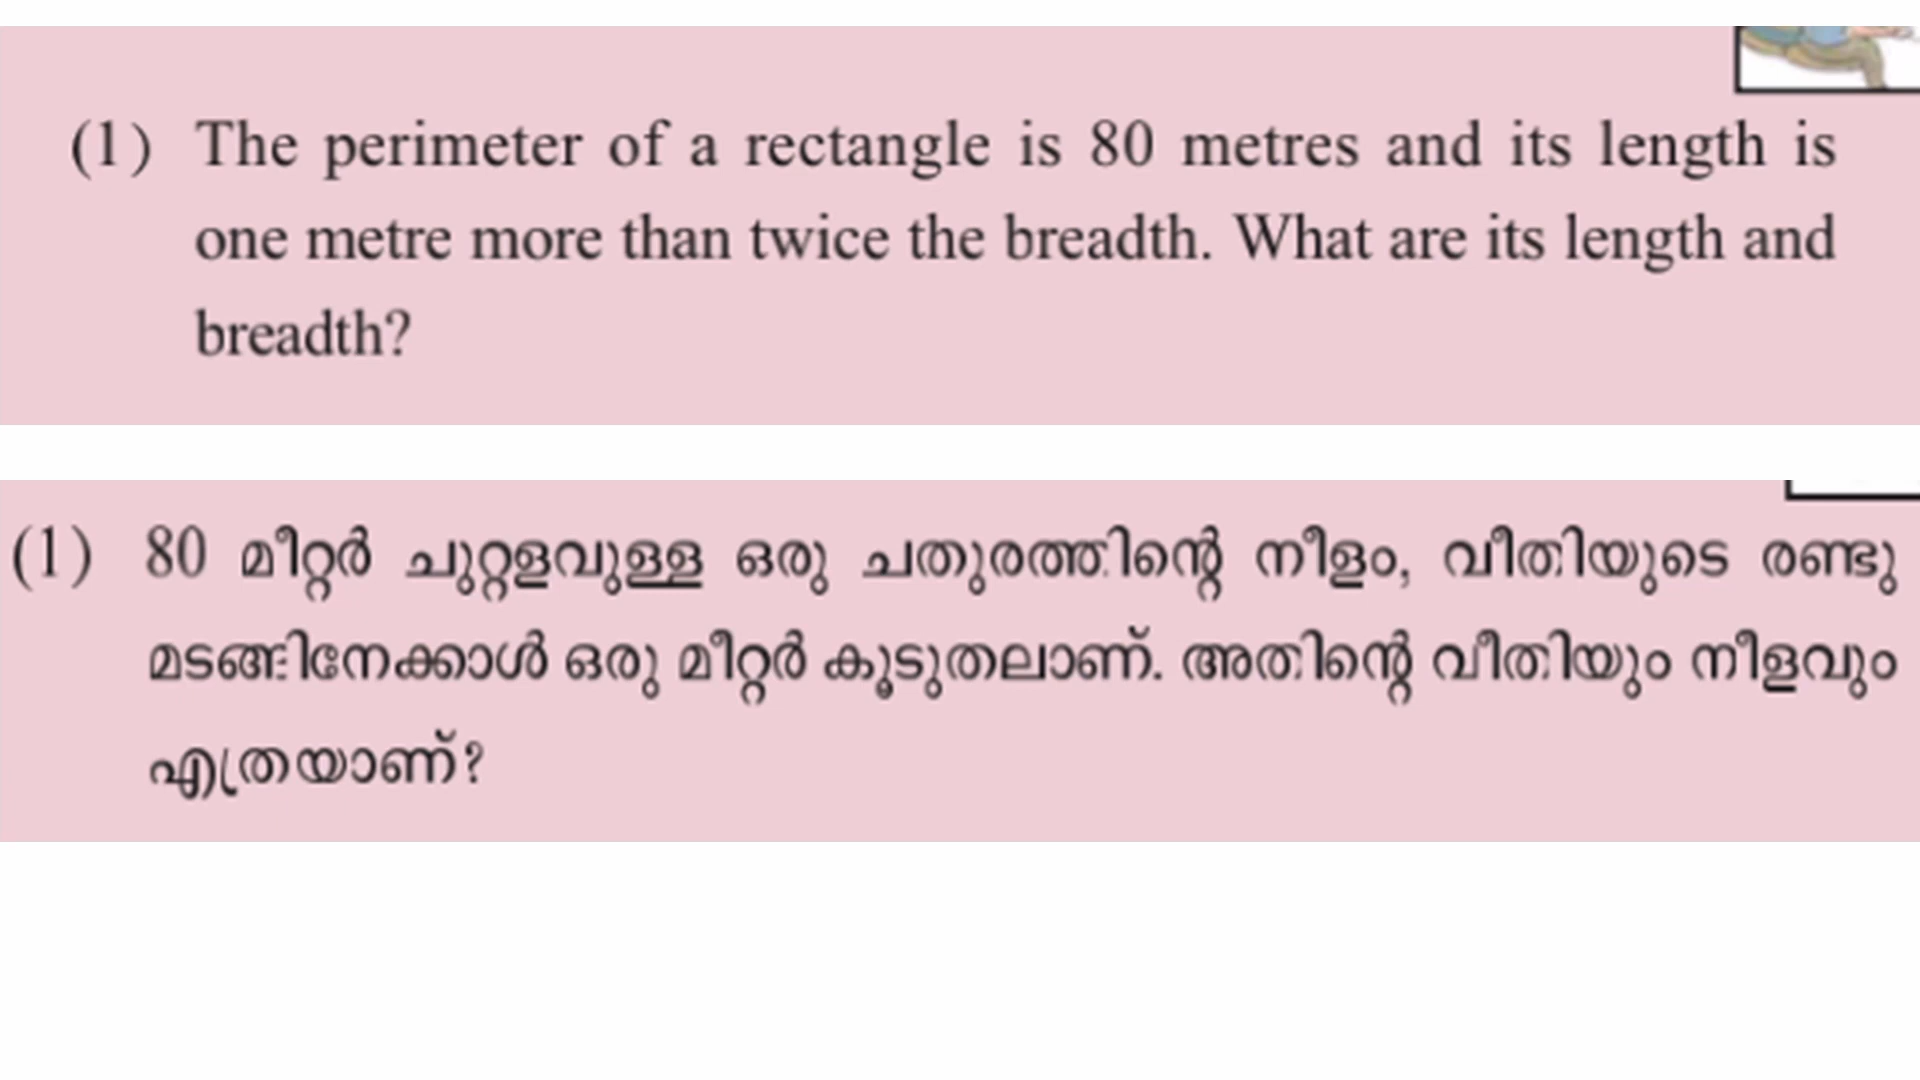 (1) The perimeter of a rectangle is 80 metres and its length is
one metre more than twice the breadth. What are its length and
breadth?
(1) 80 മീറ്റർ ചുറ്റളവുള്ള ഒരു ചതുരത്തിന്റെ നീളം, വീതിയുടെ രണ്ടു
മടങ്ങിനേക്കാൾ ഒരു മീറ്റർ കൂടുതലാണ്. അതിന്റെ വീതിയും നീളവും
എത്രയാണ്?